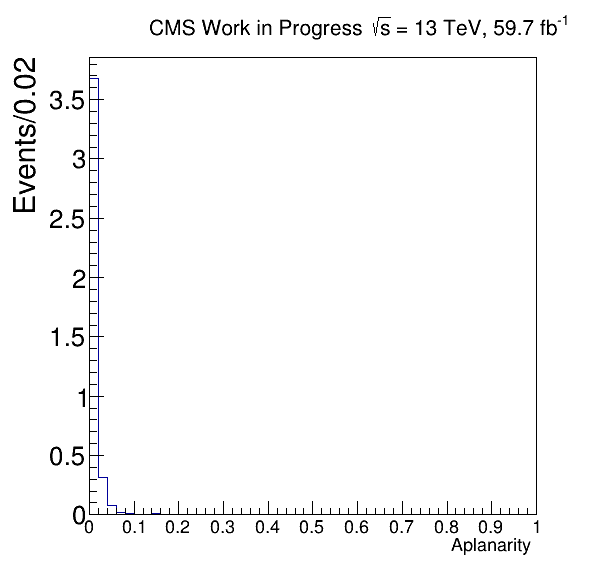 CMS Work in Progress √s = 13 TeV, 59.7 fb⁻¹
Events/0.02
3.5
3
2.5
2
1.5
1
0.5
0
0 0.1 0.2 0.3 0.4 0.5 0.6 0.7 0.8 0.9 1
Aplanarity